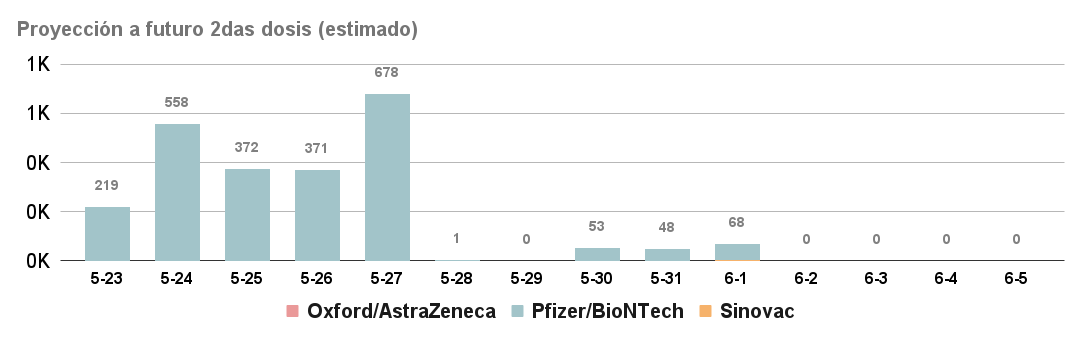 Proyección a futuro 2das dosis (estimado)
1K
678
1K
558
372
371
0K
219
0K
1
0
53
48
68
0
0
0
0
0K
5-23 5-24 5-25 5-26 5-27 5-28 5-29 5-30 5-31 6-1 6-2 6-3 6-4 6-5
Oxford/AstraZeneca Pfizer/BioNTech Sinovac